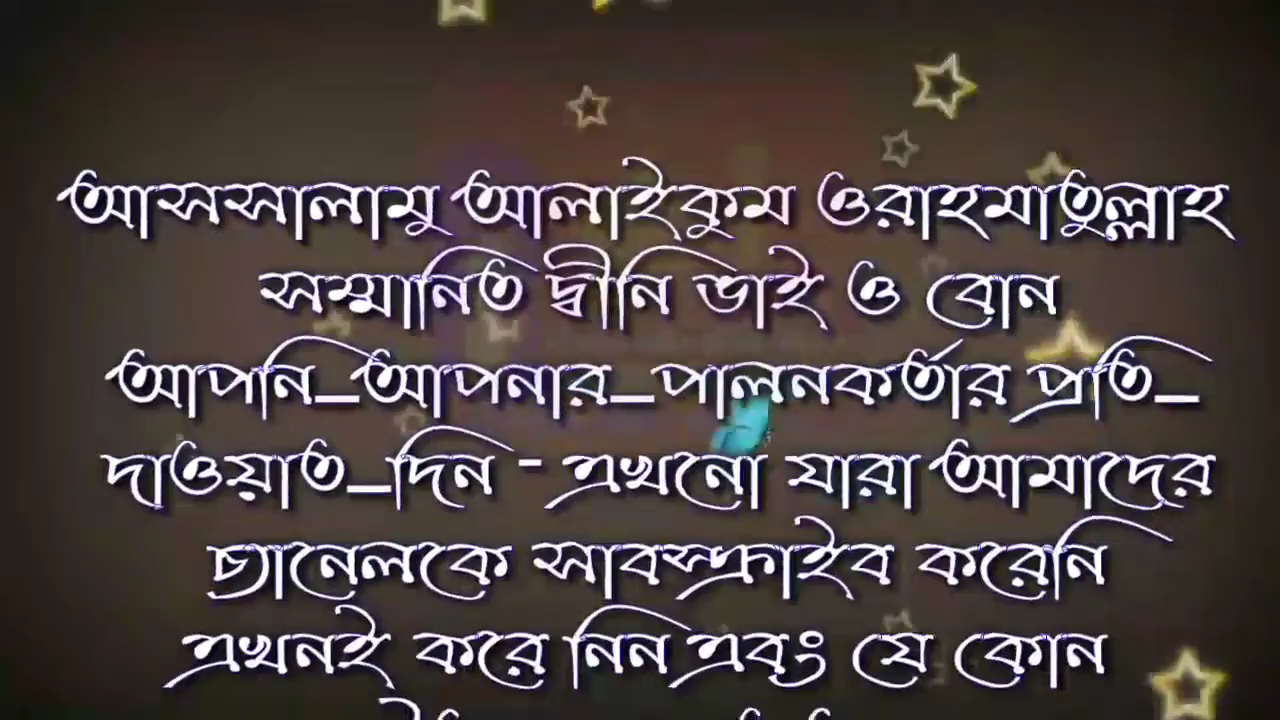 আসসালামু আলাইকুম ওরাহমাতুল্লাহ
সম্মানিত দ্বীনি ভাই ও বোন
আপনি_আপনার_পালনকর্তার প্রতি_
দাওয়াত_দিন - এখনো যারা আমাদের
চ্যানেলকে সাবস্ক্রাইব করেনি
এখনই করে নিন এবং যে কোন